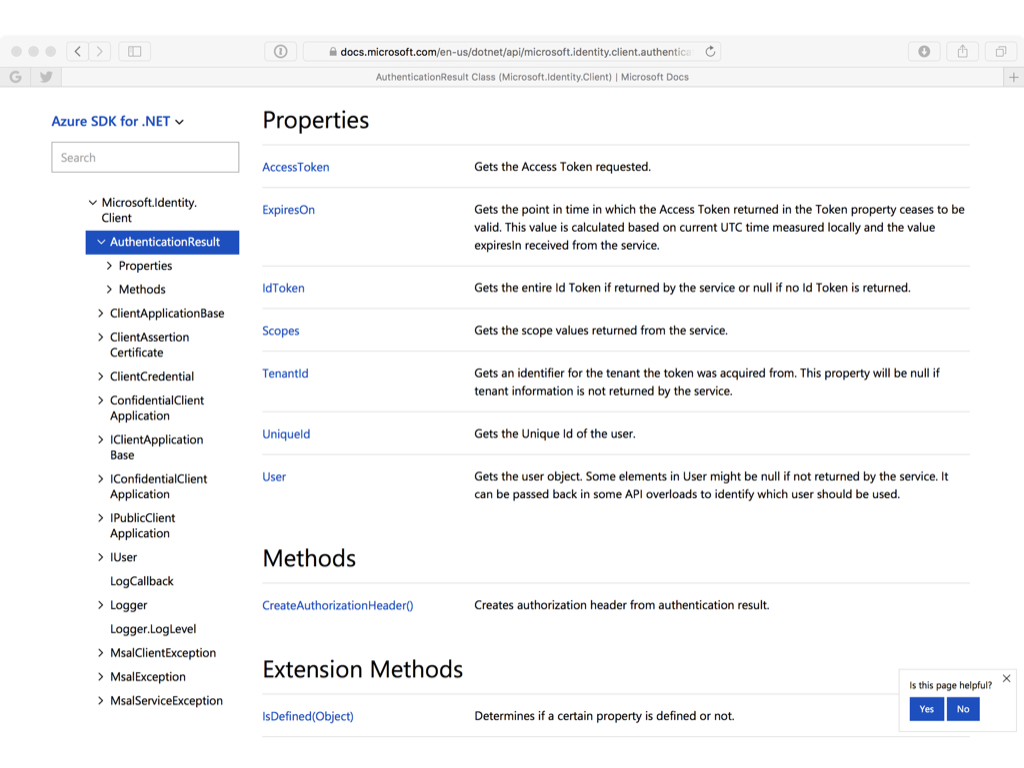 docs.microsoft.com/en-us/dotnet/api/microsoft.identity.client.authentica
AuthenticationResult Class (Microsoft.Identity.Client) | Microsoft Docs
Azure SDK for .NET
Search
Microsoft.Identity.
Client
AuthenticationResult
Properties
Methods
ClientApplicationBase
ClientAssertion
Certificate
ClientCredential
ConfidentialClient
Application
IClientApplication
Base
IConfidentialClient
Application
IPublicClient
Application
IUser
LogCallback
Logger
Logger.LogLevel
MsalClientException
MsalException
MsalServiceException
Properties
AccessToken
Gets the Access Token requested.
ExpiresOn
Gets the point in time in which the Access Token returned in the Token property ceases to be
valid. This value is calculated based on current UTC time measured locally and the value
expiresIn received from the service.
IdToken
Gets the entire Id Token if returned by the service or null if no Id Token is returned.
Scopes
Gets the scope values returned from the service.
TenantId
Gets an identifier for the tenant the token was acquired from. This property will be null if
tenant information is not returned by the service.
UniqueId
Gets the Unique Id of the user.
User
Gets the user object. Some elements in User might be null if not returned by the service. It
can be passed back in some API overloads to identify which user should be used.
Methods
CreateAuthorizationHeader()
Creates authorization header from authentication result.
Extension Methods
IsDefined(Object)
Determines if a certain property is defined or not.
Is this page helpful?
Yes
No